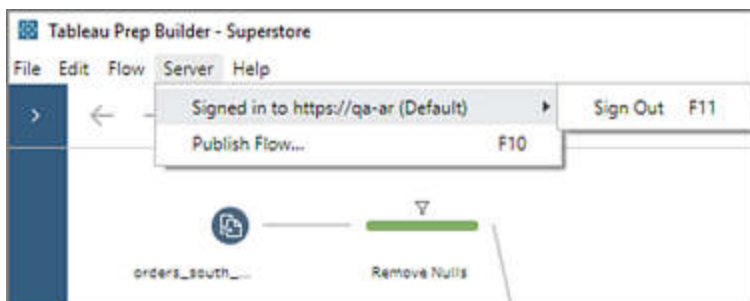 Tableau Prep Builder - Superstore
File Edit Flow Server Help
Signed in to https://qa-ar (Default) Sign Out F11
Publish Flow... F10
orders_south_... Remove Nulls